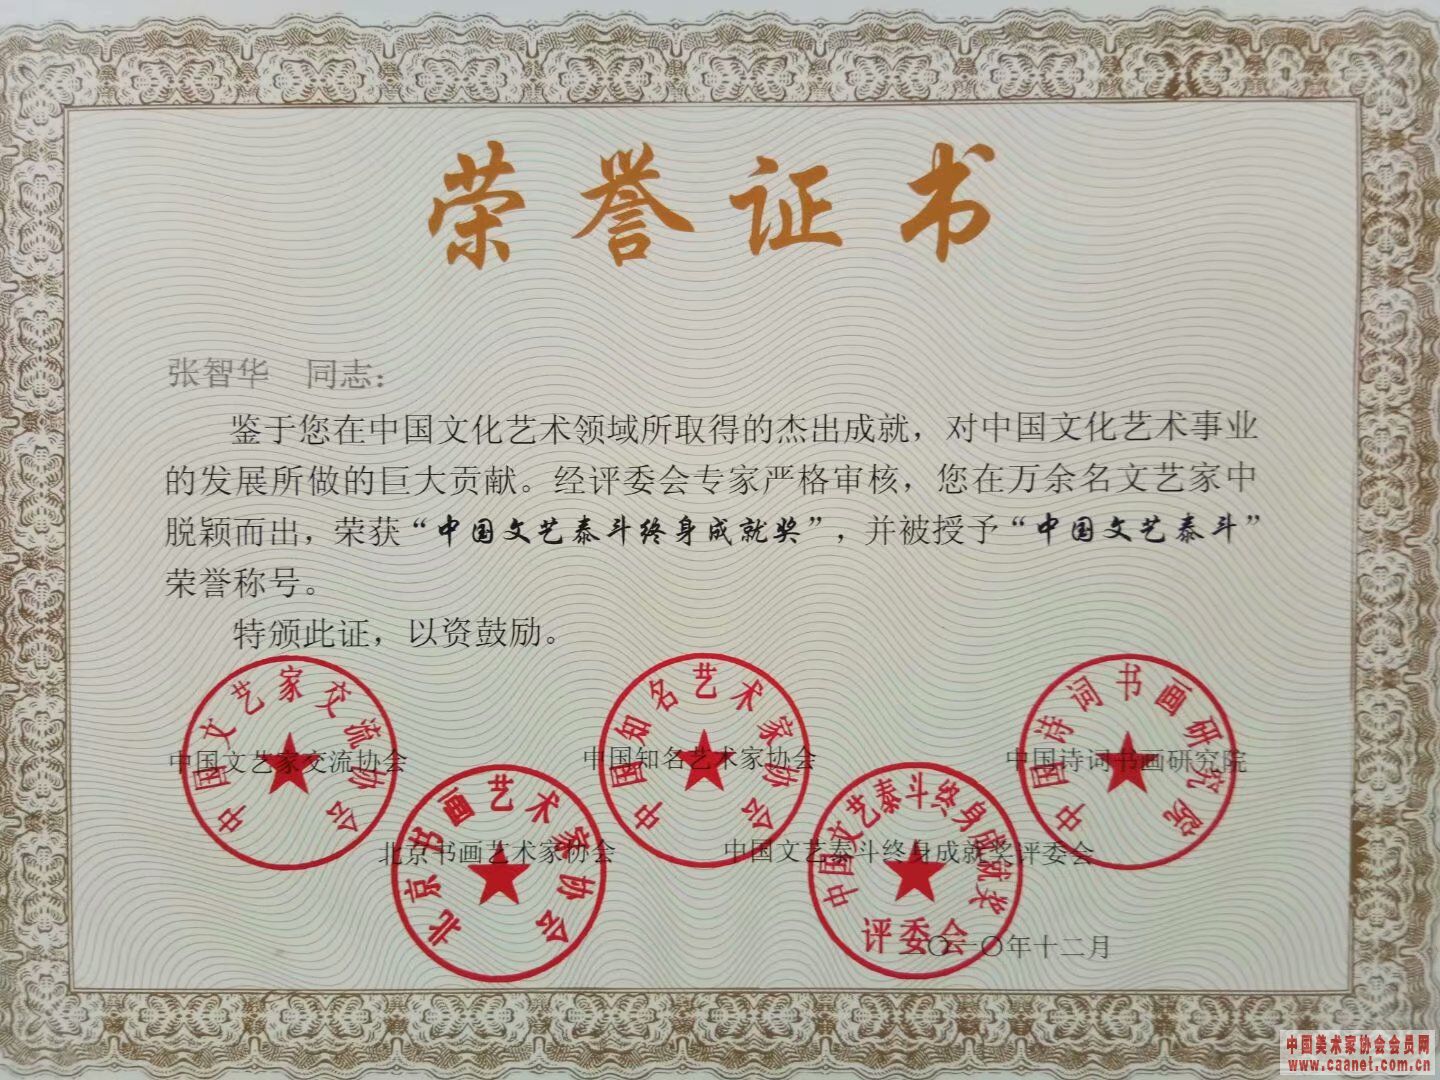 荣誉证书
张智华　同志：
鉴于您在中国文化艺术领域所取得的杰出成就，对中国文化艺术事业
的发展所做的巨大贡献。经评委会专家严格审核，您在万余名文艺家中
脱颖而出，荣获“中国文艺泰斗终身成就奖”，并被授予“中国文艺泰斗”
荣誉称号。
特颁此证，以资鼓励。
中国文艺家交流协会
中国文艺家交流协会
中国知名艺术家协会
中国知名艺术家协会
中国诗词书画研究院
中国诗词书画研究院
北京书画艺术家协会
北京书画艺术家协会
中国文艺泰斗终身成就奖评委会
中国文艺泰斗终身成就奖
评委会
二〇一〇年十二月
中国美术家协会会员网
www.caanet.com.cn